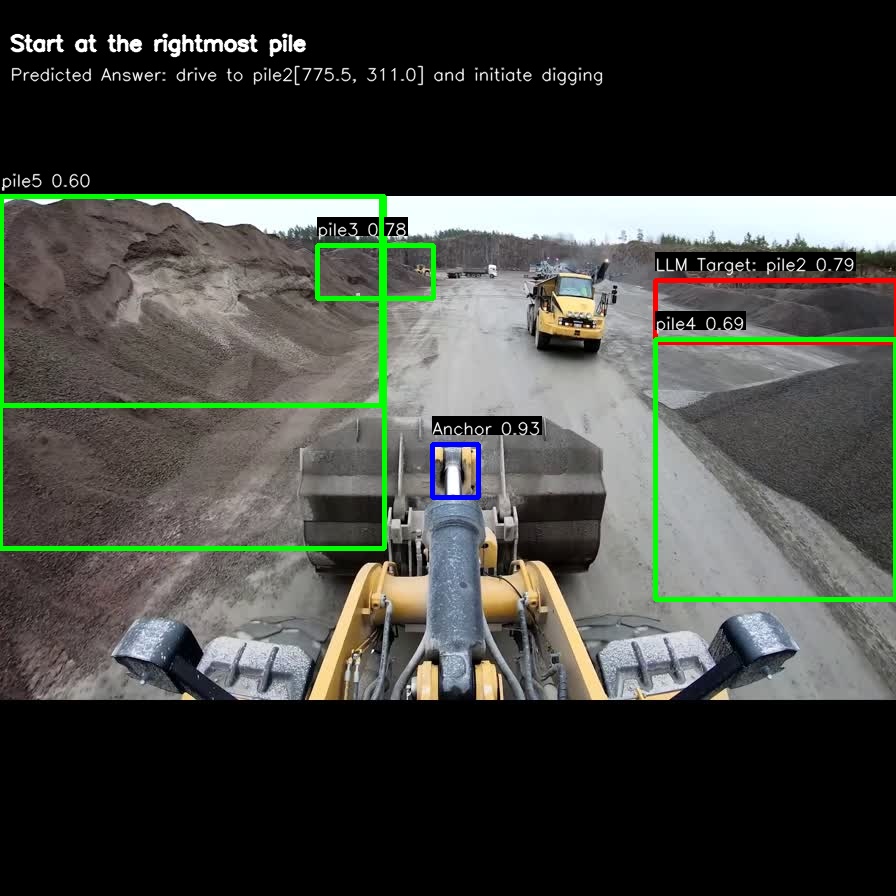 Start at the rightmost pile
Predicted Answer: drive to pile2[775.5, 311.0] and initiate digging
pile5 0.60
pile3 0.78
LLM Target: pile2 0.79
pile4 0.69
Anchor 0.93